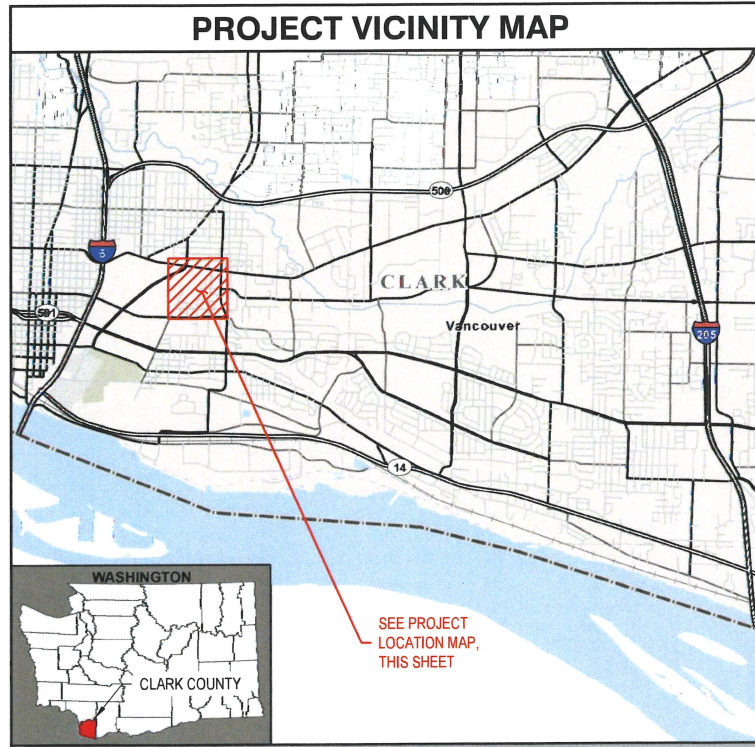 PROJECT VICINITY MAP
500
5
CLARK
501
Vancouver
205
14
WASHINGTON
CLARK COUNTY
SEE PROJECT
LOCATION MAP,
THIS SHEET